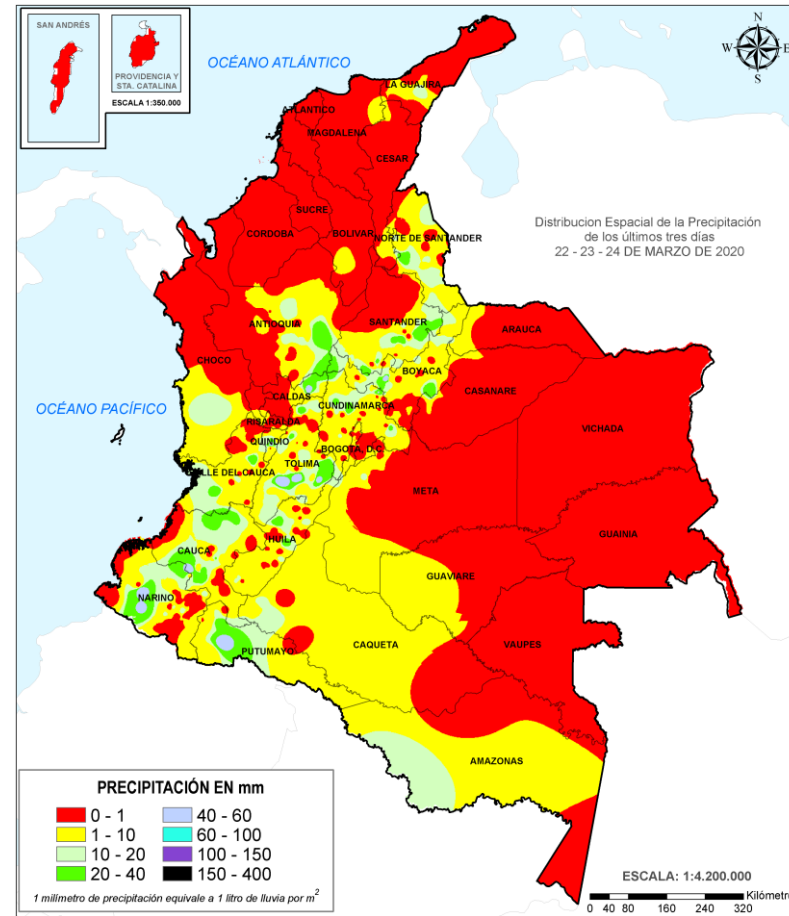 SAN ANDRÉS
PROVIDENCIA Y
STA. CATALINA
ESCALA 1:350.000
OCÉANO ATLÁNTICO
N
W
E
S
LA GUAJIRA
ATLANTICO
MAGDALENA
CESAR
SUCRE
CORDOBA
BOLIVAR
NORTE DE SANTANDER
Distribucion Espacial de la Precipitación
de los últimos tres días
22 - 23 - 24 DE MARZO DE 2020
ANTIOQUIA
SANTANDER
ARAUCA
CHOCO
BOYACA
CASANARE
CALDAS
CUNDINAMARCA
OCÉANO PACÍFICO
RISARALDA
QUINDIO
BOGOTA, D.C
VICHADA
TOLIMA
VALLE DEL CAUCA
META
GUAINIA
HUILA
CAUCA
GUAVIARE
NARINO
CAQUETA
VAUPES
PUTUMAYO
AMAZONAS
PRECIPITACIÓN EN mm
0 - 1
1 - 10
10 - 20
20 - 40
40 - 60
60 - 100
100 - 150
150 - 400
1 milímetro de precipitación equivale a 1 litro de lluvia por m²
ESCALA: 1:4.200.000
Kilómetro
0 40 80 160 240 320